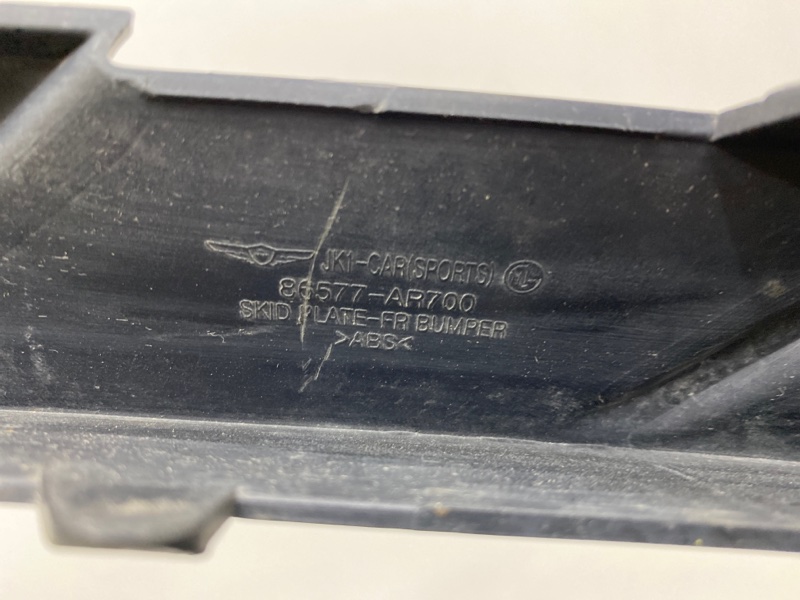 JK1-CAR(SPORTS)
86577-AR700
SKID PLATE-FR BUMPER
>ABS<